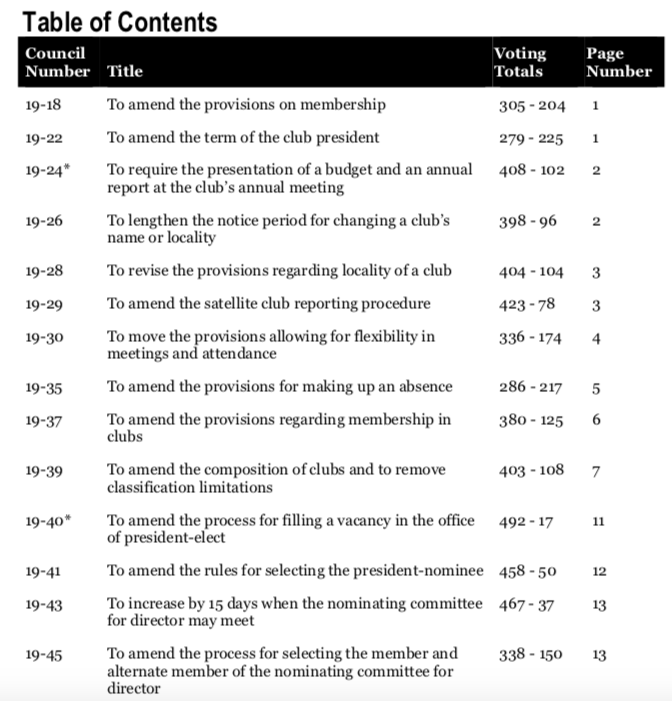 Table of Contents
Council Number Title Voting Totals Page Number
19-18 To amend the provisions on membership 305 - 204 1
19-22 To amend the term of the club president 279 - 225 1
19-24* To require the presentation of a budget and an annual 408 - 102 2
report at the club's annual meeting
19-26 To lengthen the notice period for changing a club's 398 - 96 2
name or locality
19-28 To revise the provisions regarding locality of a club 404 - 104 3
19-29 To amend the satellite club reporting procedure 423 - 78 3
19-30 To move the provisions allowing for flexibility in 336 - 174 4
meetings and attendance
19-35 To amend the provisions for making up an absence 286 - 217 5
19-37 To amend the provisions regarding membership in 380 - 125 6
clubs
19-39 To amend the composition of clubs and to remove 403 - 108 7
classification limitations
19-40* To amend the process for filling a vacancy in the office 492 - 17 11
of president-elect
19-41 To amend the rules for selecting the president-nominee 458 - 50 12
19-43 To increase by 15 days when the nominating committee 467 - 37 13
for director may meet
19-45 To amend the process for selecting the member and 338 - 150 13
alternate member of the nominating committee for
director